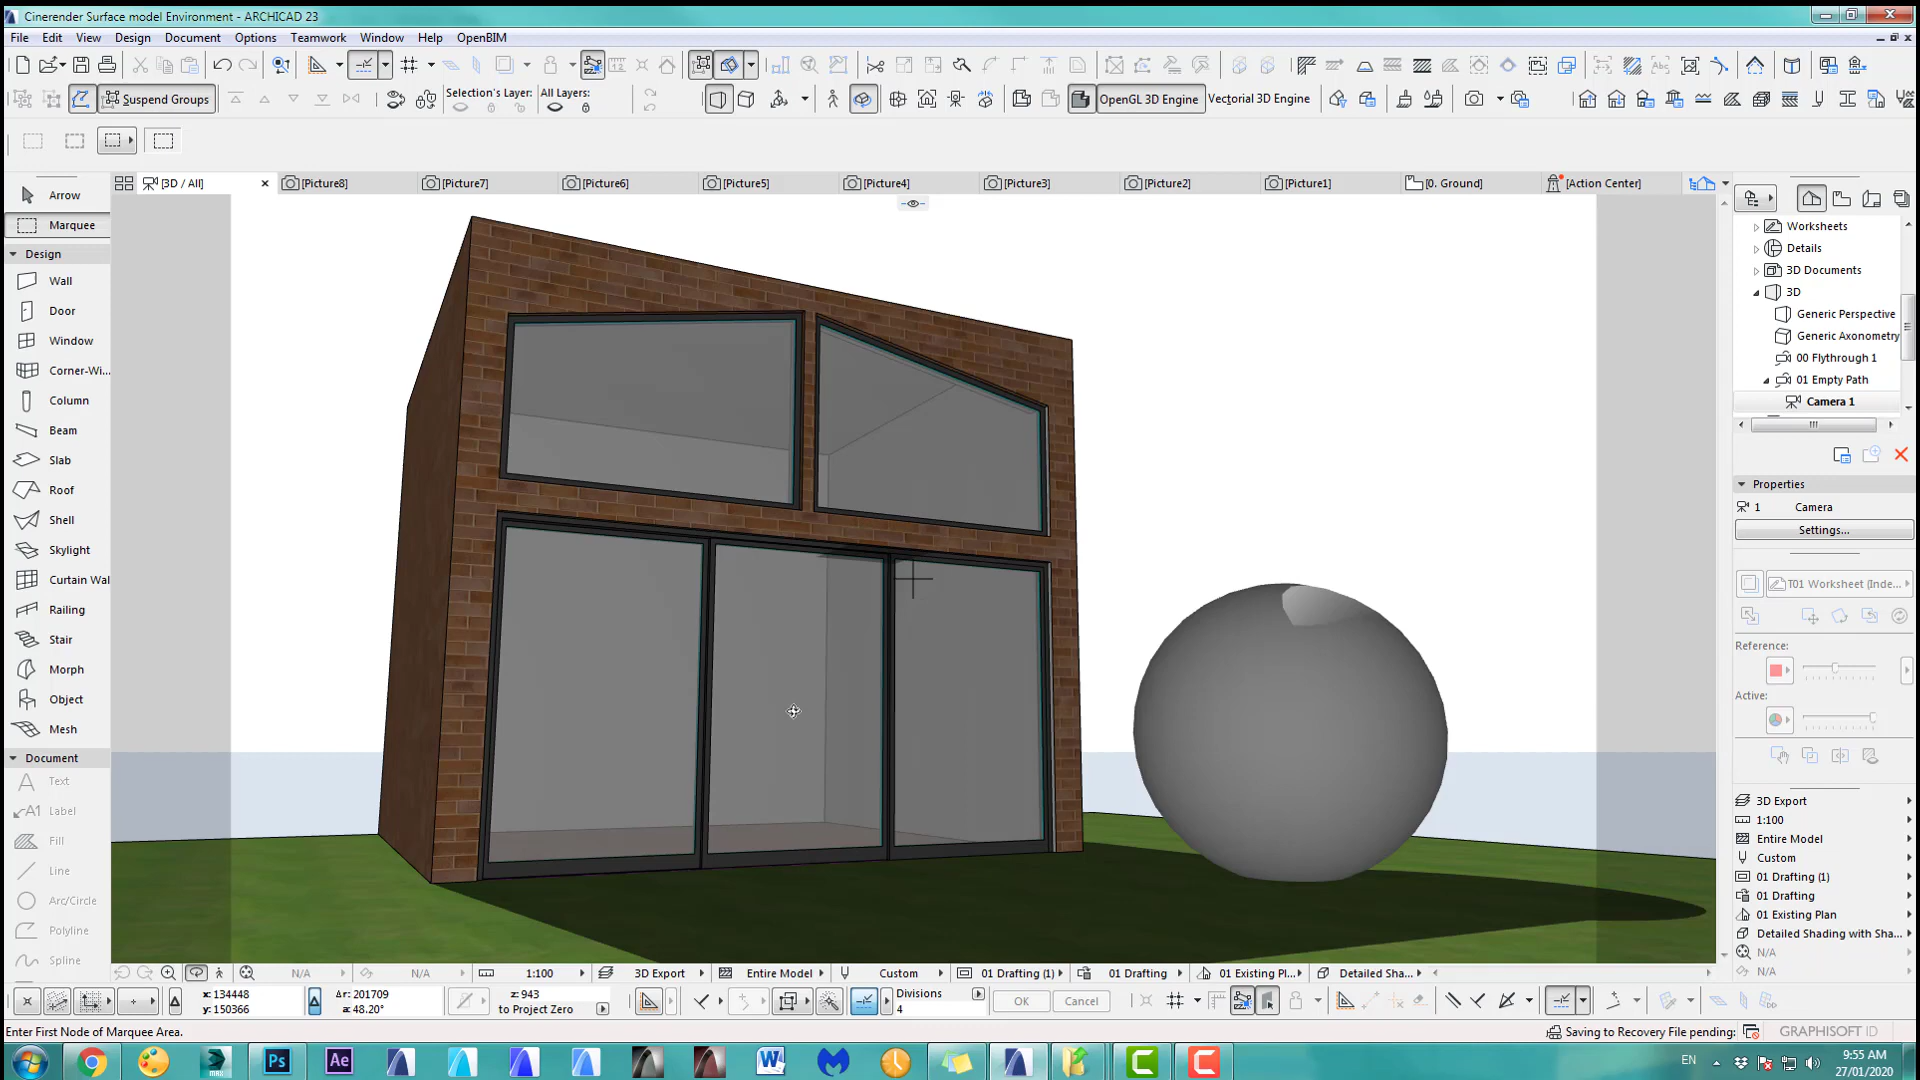 Cinerender Surface model Environment - ARCHICAD 23
File Edit View Design Document Options Teamwork Window Help OpenBIM
Suspend Groups
Selection's Layer:
All Layers:
OpenGL 3D Engine
Vectorial 3D Engine
[3D / All]
[Picture8]
[Picture7]
[Picture6]
[Picture5]
[Picture4]
[Picture3]
[Picture2]
[Picture1]
[0. Ground]
[Action Center]
Arrow
Marquee
Design
Wall
Door
Window
Corner-Wi...
Column
Beam
Slab
Roof
Shell
Skylight
Curtain Wal
Railing
Stair
Morph
Object
Mesh
Document
Text
A1 Label
Fill
Line
Arc/Circle
Polyline
Spline
Worksheets
Details
3D Documents
3D
Generic Perspective
Generic Axonometry
00 Flythrough 1
01 Empty Path
Camera 1
Properties
1 Camera
Settings...
T01 Worksheet (Inde...
Reference:
Active:
3D Export
1:100
Entire Model
Custom
01 Drafting (1)
01 Drafting
01 Existing Plan
Detailed Shading with Sha...
N/A
N/A
N/A N/A 1:100 3D Export Entire Model Custom 01 Drafting (1) 01 Drafting 01 Existing Pl... Detailed Sha...
x: 134448
y: 150366
Δr: 201709
a: 48.20°
z: 943
to Project Zero
Divisions
4
OK
Cancel
Enter First Node of Marquee Area.
Saving to Recovery File pending:
GRAPHISOFT ID
Ps
Ae
W
C
C
EN
9:55 AM
27/01/2020